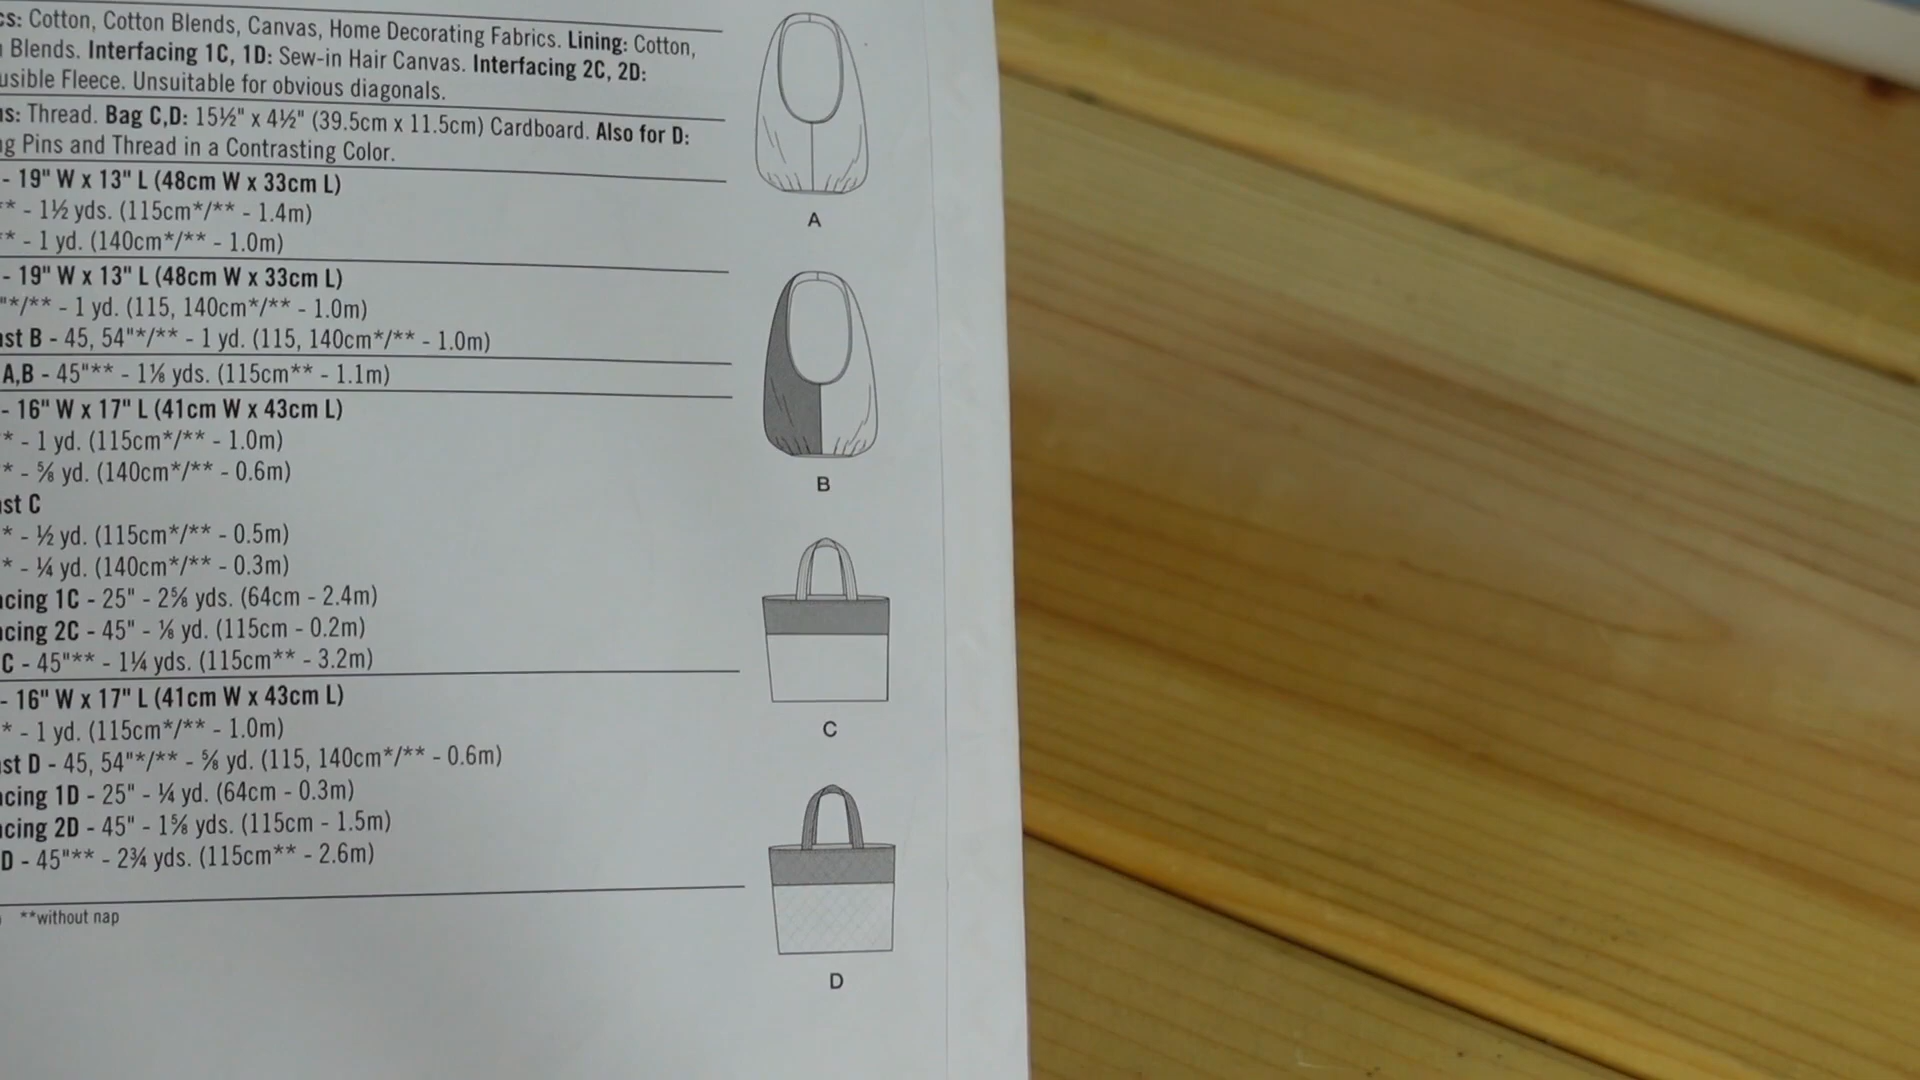 cs: Cotton, Cotton Blends, Canvas, Home Decorating Fabrics. Lining: Cotton,
Blends. Interfacing 1C, 1D: Sew-in Hair Canvas. Interfacing 2C, 2D:
usible Fleece. Unsuitable for obvious diagonals.
ns: Thread. Bag C,D: 15½" x 4½" (39.5cm x 11.5cm) Cardboard. Also for D:
g Pins and Thread in a Contrasting Color.
- 19" W x 13" L (48cm W x 33cm L)
** - 1½ yds. (115cm*/** - 1.4m)
** - 1 yd. (140cm*/** - 1.0m)
A
- 19" W x 13" L (48cm W x 33cm L)
"*/** - 1 yd. (115, 140cm*/** - 1.0m)
ast B - 45, 54"*/** - 1 yd. (115, 140cm*/** - 1.0m)
A,B - 45"** - 1⅛ yds. (115cm** - 1.1m)
B
- 16" W x 17" L (41cm W x 43cm L)
* - 1 yd. (115cm*/** - 1.0m)
* - ⅝ yd. (140cm*/** - 0.6m)
ast C
* - ½ yd. (115cm*/** - 0.5m)
* - ¼ yd. (140cm*/** - 0.3m)
acing 1C - 25" - 2⅝ yds. (64cm - 2.4m)
acing 2C - 45" - ⅛ yd. (115cm - 0.2m)
C - 45"** - 1¼ yds. (115cm** - 3.2m)
C
- 16" W x 17" L (41cm W x 43cm L)
* - 1 yd. (115cm*/** - 1.0m)
ast D - 45, 54"*/** - ⅝ yd. (115, 140cm*/** - 0.6m)
acing 1D - 25" - ¼ yd. (64cm - 0.3m)
acing 2D - 45" - 1⅝ yds. (115cm - 1.5m)
D - 45"** - 2¾ yds. (115cm** - 2.6m)
**without nap
D